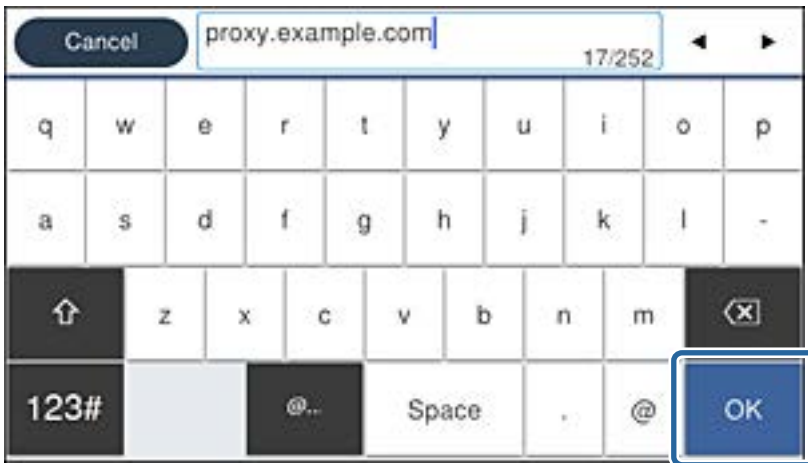 Cancel proxy.example.com
17/252
q w e r t y u i o p
a s d f g h j k l -
z x c v b n m
123# @... Space . @ OK